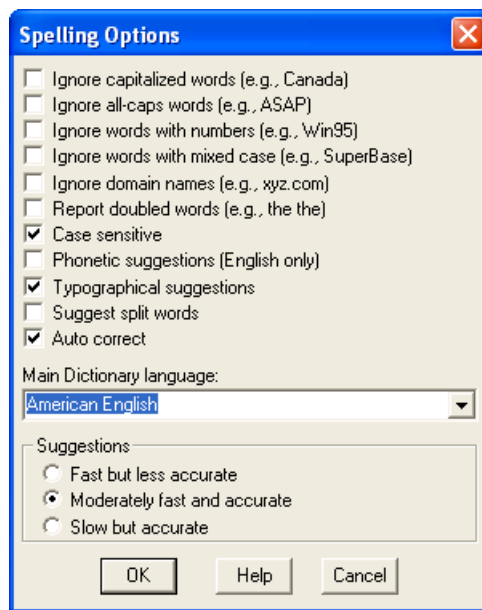 Spelling Options
Ignore capitalized words (e.g., Canada)
Ignore all-caps words (e.g., ASAP)
Ignore words with numbers (e.g., Win95)
Ignore words with mixed case (e.g., SuperBase)
Ignore domain names (e.g., xyz.com)
Report doubled words (e.g., the the)
Case sensitive
Phonetic suggestions (English only)
Typographical suggestions
Suggest split words
Auto correct
Main Dictionary language:
American English
Suggestions
Fast but less accurate
Moderately fast and accurate
Slow but accurate
OK Help Cancel